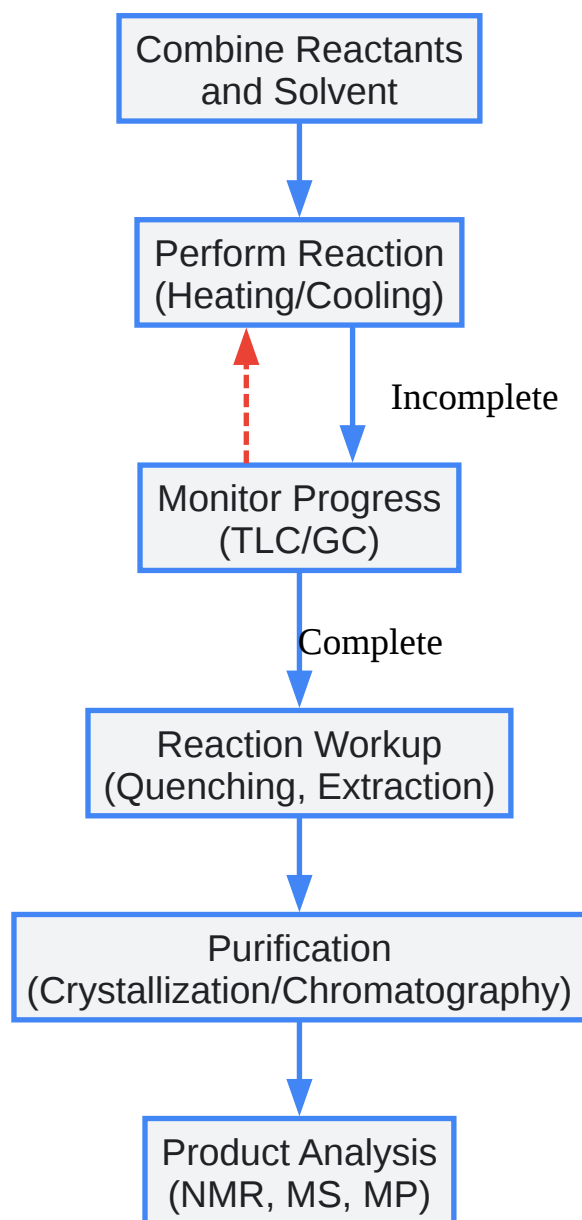 Combine Reactants
and Solvent
Perform Reaction
(Heating/Cooling)
Incomplete
Monitor Progress
(TLC/GC)
Complete
Reaction Workup
(Quenching, Extraction)
Purification
(Crystallization/Chromatography)
Product Analysis
(NMR, MS, MP)